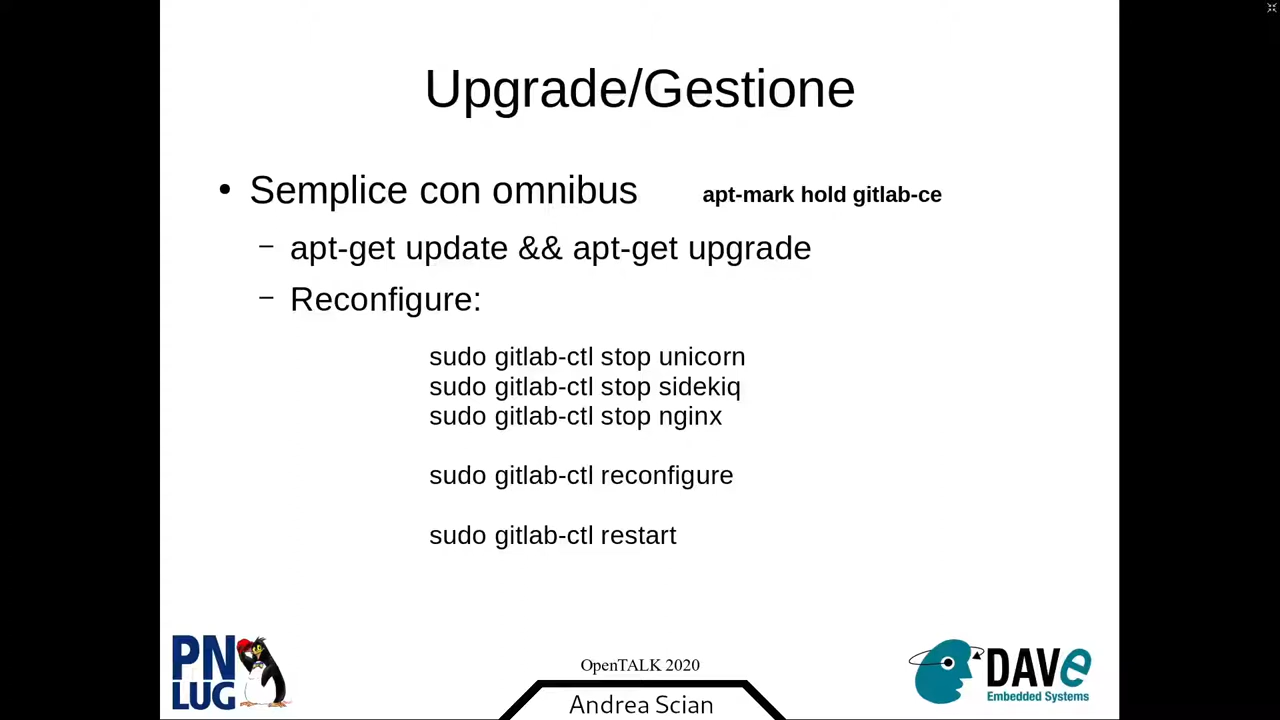 Upgrade/Gestione
• Semplice con omnibus
apt-mark hold gitlab-ce
– apt-get update && apt-get upgrade
– Reconfigure:
sudo gitlab-ctl stop unicorn
sudo gitlab-ctl stop sidekiq
sudo gitlab-ctl stop nginx
sudo gitlab-ctl reconfigure
sudo gitlab-ctl restart
PN
LUG
OpenTALK 2020
Andrea Scian
DAVe
Embedded Systems